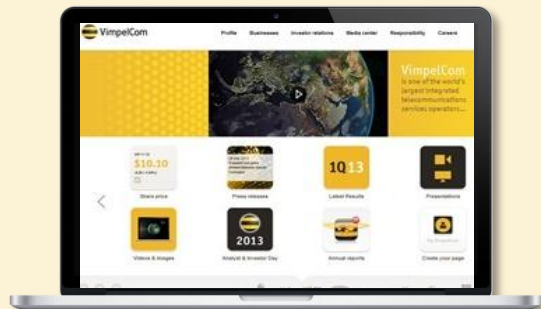 VimpelCom
Profile Businesses Investor relations Media center Responsibility Careers
VimpelCom
is one of the world's
largest integrated
telecommunications
services operators...
$10.10
1Q13
Share price Press releases Latest Results Presentations
2013
Videos & images Analyst & Investor Day Annual reports Create your page